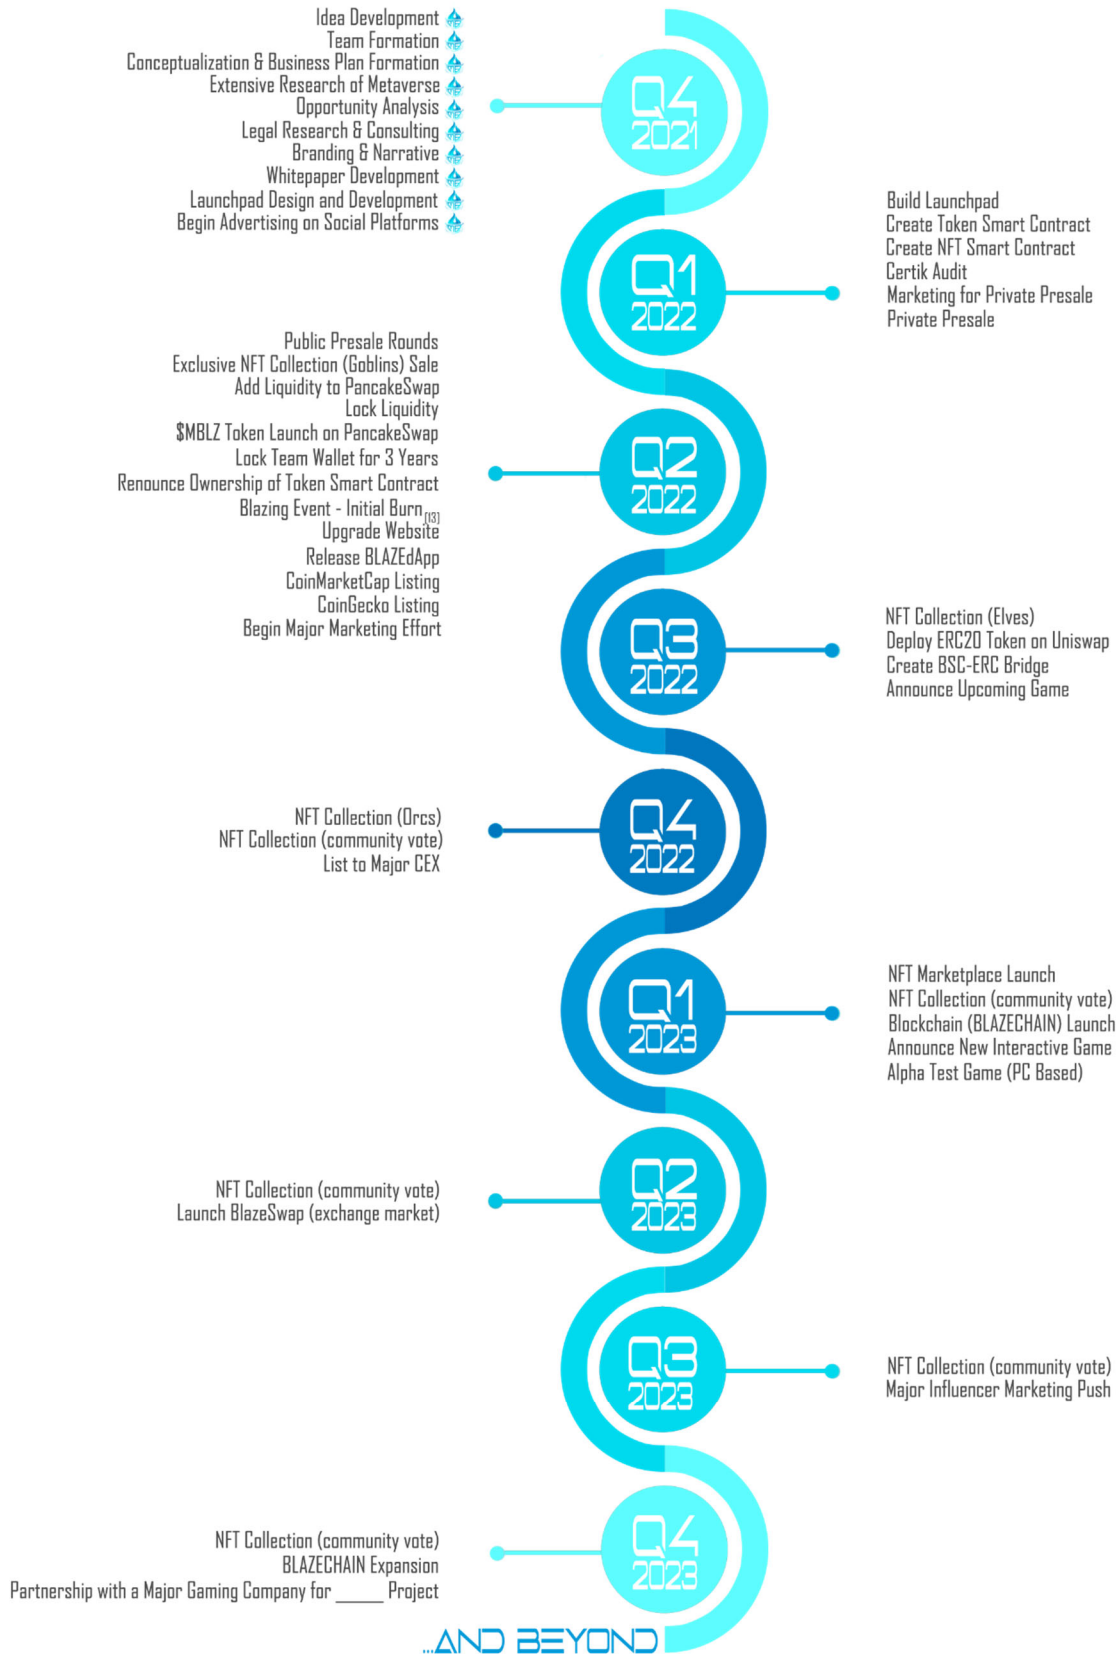 Idea Development
Team Formation
Conceptualization & Business Plan Formation
Extensive Research of Metaverse
Opportunity Analysis
Legal Research & Consulting
Branding & Narrative
Whitepaper Development
Launchpad Design and Development
Begin Advertising on Social Platforms
Q4
2021
Build Launchpad
Create Token Smart Contract
Create NFT Smart Contract
Certik Audit
Marketing for Private Presale
Private Presale
Q1
2022
Public Presale Rounds
Exclusive NFT Collection (Goblins) Sale
Add Liquidity to PancakeSwap
Lock Liquidity
$MBLZ Token Launch on PancakeSwap
Lock Team Wallet for 3 Years
Renounce Ownership of Token Smart Contract
Blazing Event - Initial Burn [13]
Upgrade Website
Release BLAZEdApp
CoinMarketCap Listing
CoinGecko Listing
Begin Major Marketing Effort
Q2
2022
NFT Collection (Elves)
Deploy ERC20 Token on Uniswap
Create BSC-ERC Bridge
Announce Upcoming Game
Q3
2022
NFT Collection (Orcs)
NFT Collection (community vote)
List to Major CEX
Q4
2022
NFT Marketplace Launch
NFT Collection (community vote)
Blockchain (BLAZECHAIN) Launch
Announce New Interactive Game
Alpha Test Game (PC Based)
Q1
2023
NFT Collection (community vote)
Launch BlazeSwap (exchange market)
Q2
2023
NFT Collection (community vote)
Major Influencer Marketing Push
Q3
2023
NFT Collection (community vote)
BLAZECHAIN Expansion
Partnership with a Major Gaming Company for ______ Project
Q4
2023
...AND BEYOND